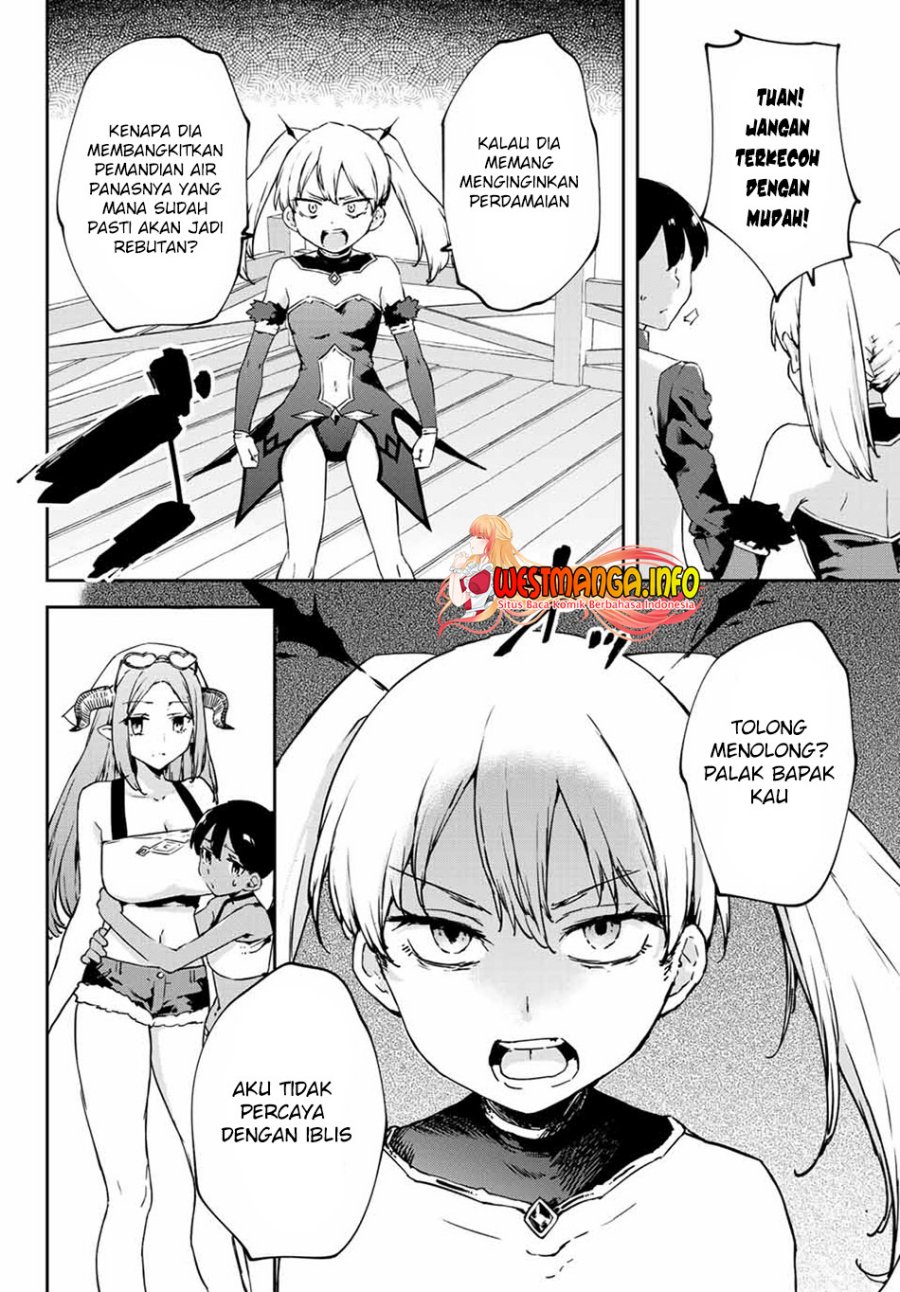 TUAN!
JANGAN
TERKECOH
DENGAN
MUDAH!
KALAU DIA
MEMANG
MENGINGINKAN
PERDAMAIAN
KENAPA DIA
MEMBANGKITKAN
PEMANDIAN AIR
PANASNYA YANG
MANA SUDAH
PASTI AKAN JADI
REBUTAN?
WESTMANGA.INFO
Situs Baca Komik Berbahasa Indonesia
TOLONG
MENOLONG?
PALAK BAPAK
KAU
AKU TIDAK
PERCAYA
DENGAN IBLIS